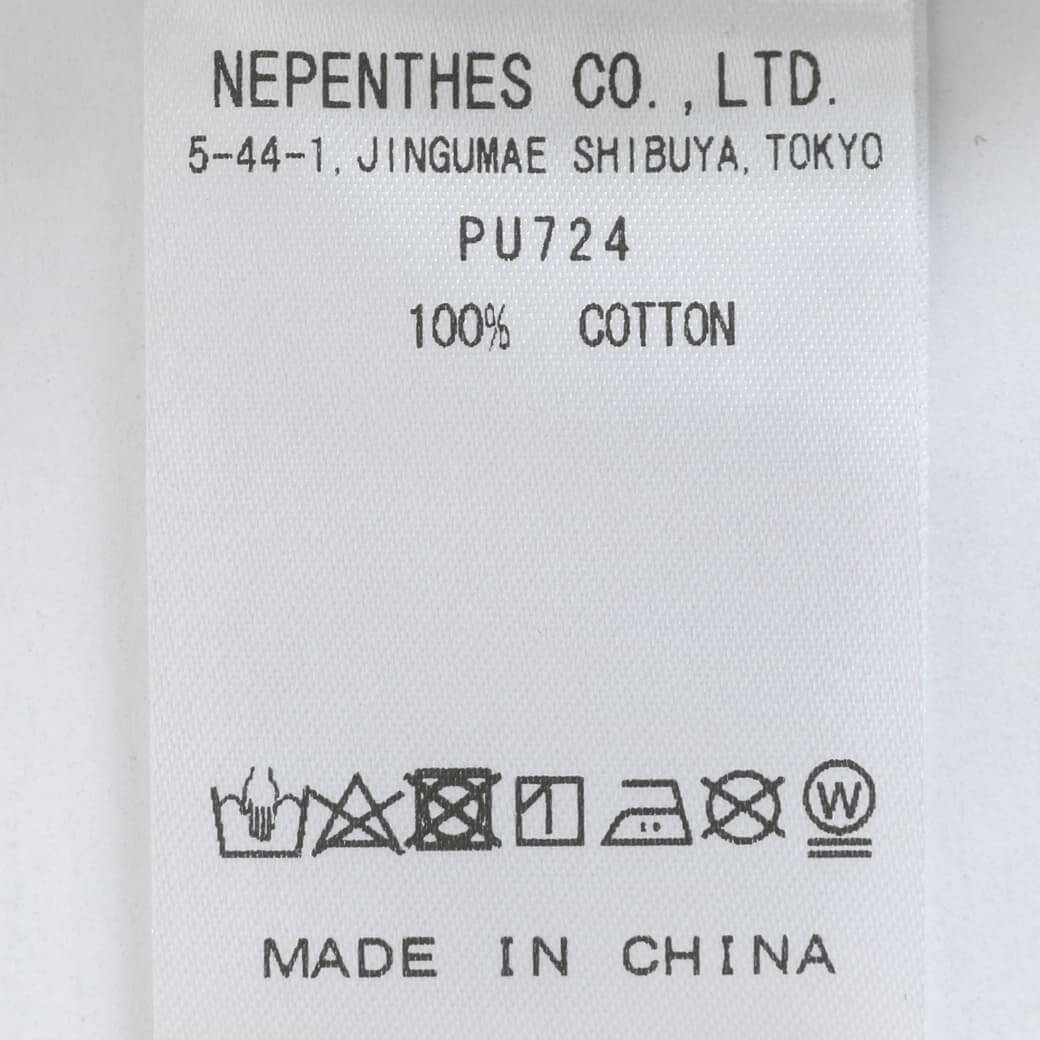 NEPENTHES CO.,LTD.
5-44-1, JINGUMAE SHIBUYA, TOKYO
PU724
100% COTTON
W
MADE IN CHINA